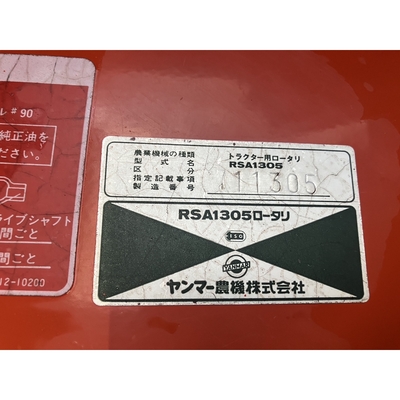 ル#90
純正油を
ださい。
ライブシャフト
間ごと
間ごと
12-10200
農業機械の種類 トラクター用ロータリ
型式名 RSA1305
区分
指定記載事項
製造番号 11305
RSA1305ロータリ
YANMAR
ヤンマー農機株式会社